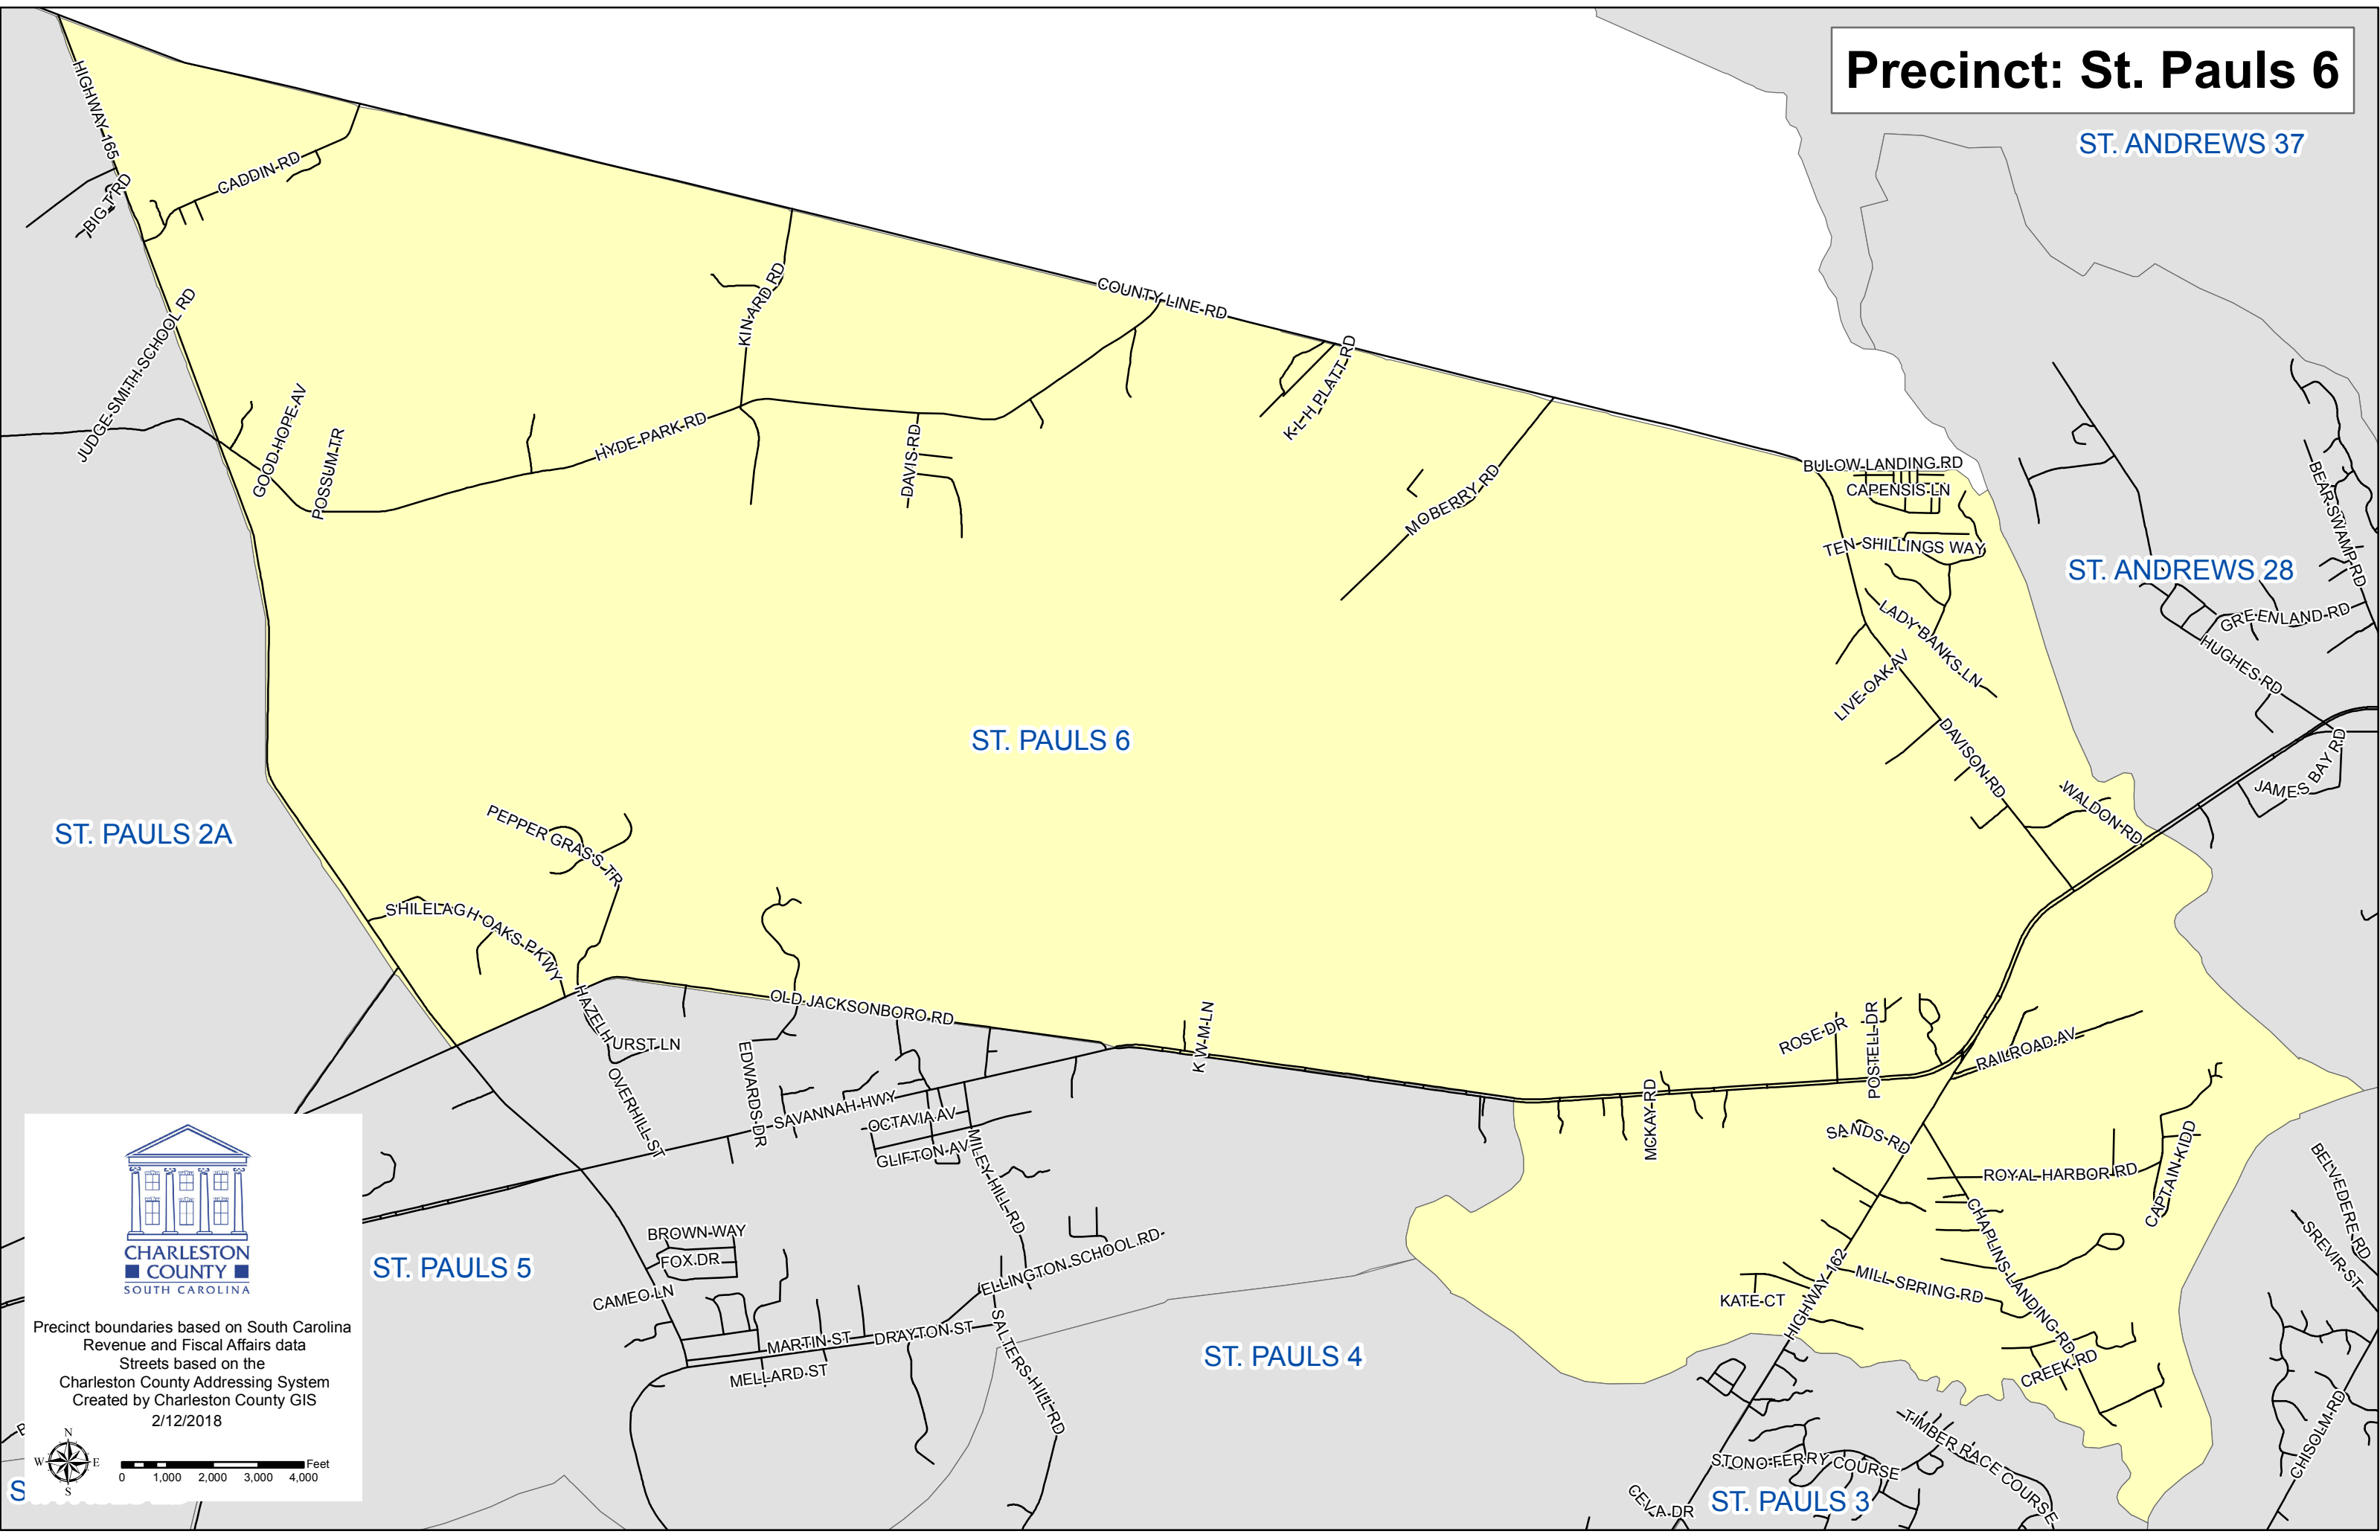 Precinct: St. Pauls 6
ST. ANDREWS 37
HIGHWAY 165
CADDIN RD
BIG T RD
KINARD RD
COUNTY LINE RD
JUDGE SMITH SCHOOL RD
K L H PLATT RD
GOOD HOPE AV
POSSUM TR
HYDE PARK RD
DAVIS RD
MOBERRY RD
BULOW LANDING RD
CAPENSIS LN
BEAR SWAMP RD
TEN SHILLINGS WAY
ST. ANDREWS 28
GREENLAND RD
LADY BANKS LN
HUGHES RD
LIVE OAK AV
ST. PAULS 6
DAVISON RD
JAMES BAY RD
WALDON RD
ST. PAULS 2A
PEPPER GRASS TR
SHILELAGH OAKS PKWY
OLD JACKSONBORO RD
HAZELHURST LN
K W M LN
ROSE DR
POSTELL DR
RAILROAD AV
EDWARDS DR
OVERHILL ST
SAVANNAH HWY
OCTAVIA AV
GLIFTON AV
MILEY HILL RD
MCKAY RD
SANDS RD
ROYAL HARBOR RD
CAPTAIN KIDD
BELVEDERE RD
SREVIR ST
CHAPLINS LANDING RD
BROWN WAY
FOX DR
ST. PAULS 5
ELLINGTON SCHOOL RD
CAMEO LN
HIGHWAY 162
MILL SPRING RD
KATE CT
MARTIN ST
DRAYTON ST
SALTERS HILL RD
MELLARD ST
ST. PAULS 4
CREEK RD
TIMBER RACE COURSE
STONO FERRY COURSE
CHISOLM RD
CEVA DR
ST. PAULS 3
CHARLESTON
COUNTY
SOUTH CAROLINA
Precinct boundaries based on South Carolina
Revenue and Fiscal Affairs data
Streets based on the
Charleston County Addressing System
Created by Charleston County GIS
2/12/2018
N
W E
S
Feet
0 1,000 2,000 3,000 4,000